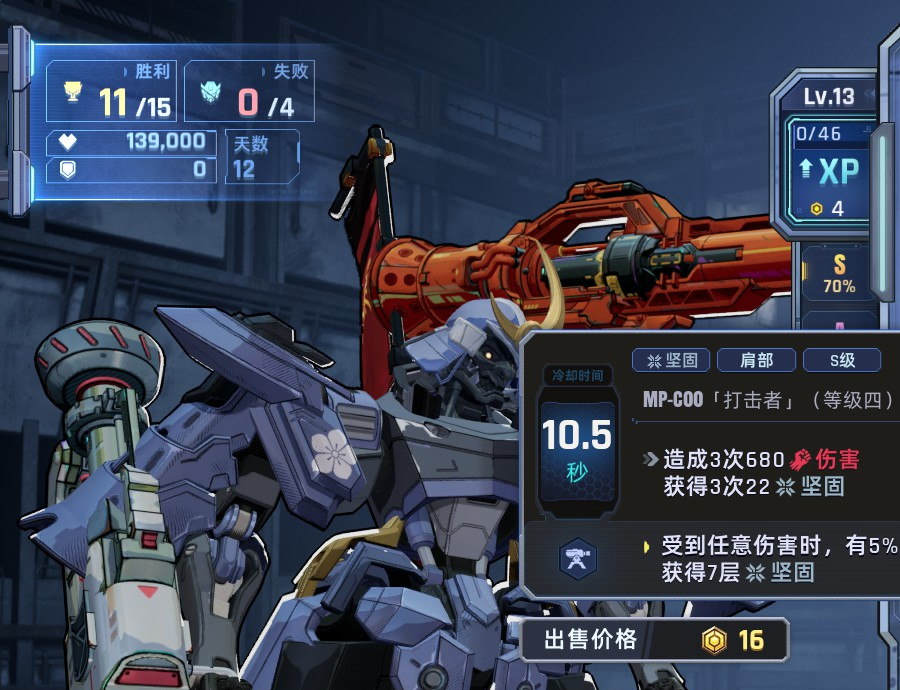 胜利
11 /15
失败
0 /4
139,000
0
天数
12
Lv.13
0/46
XP
4
S
70%
冷却时间
10.5
秒
坚固
肩部
S级
MP-C00「打击者」（等级四）
造成3次680 伤害
获得3次22 坚固
受到任意伤害时，有5%
获得7层 坚固
出售价格
16